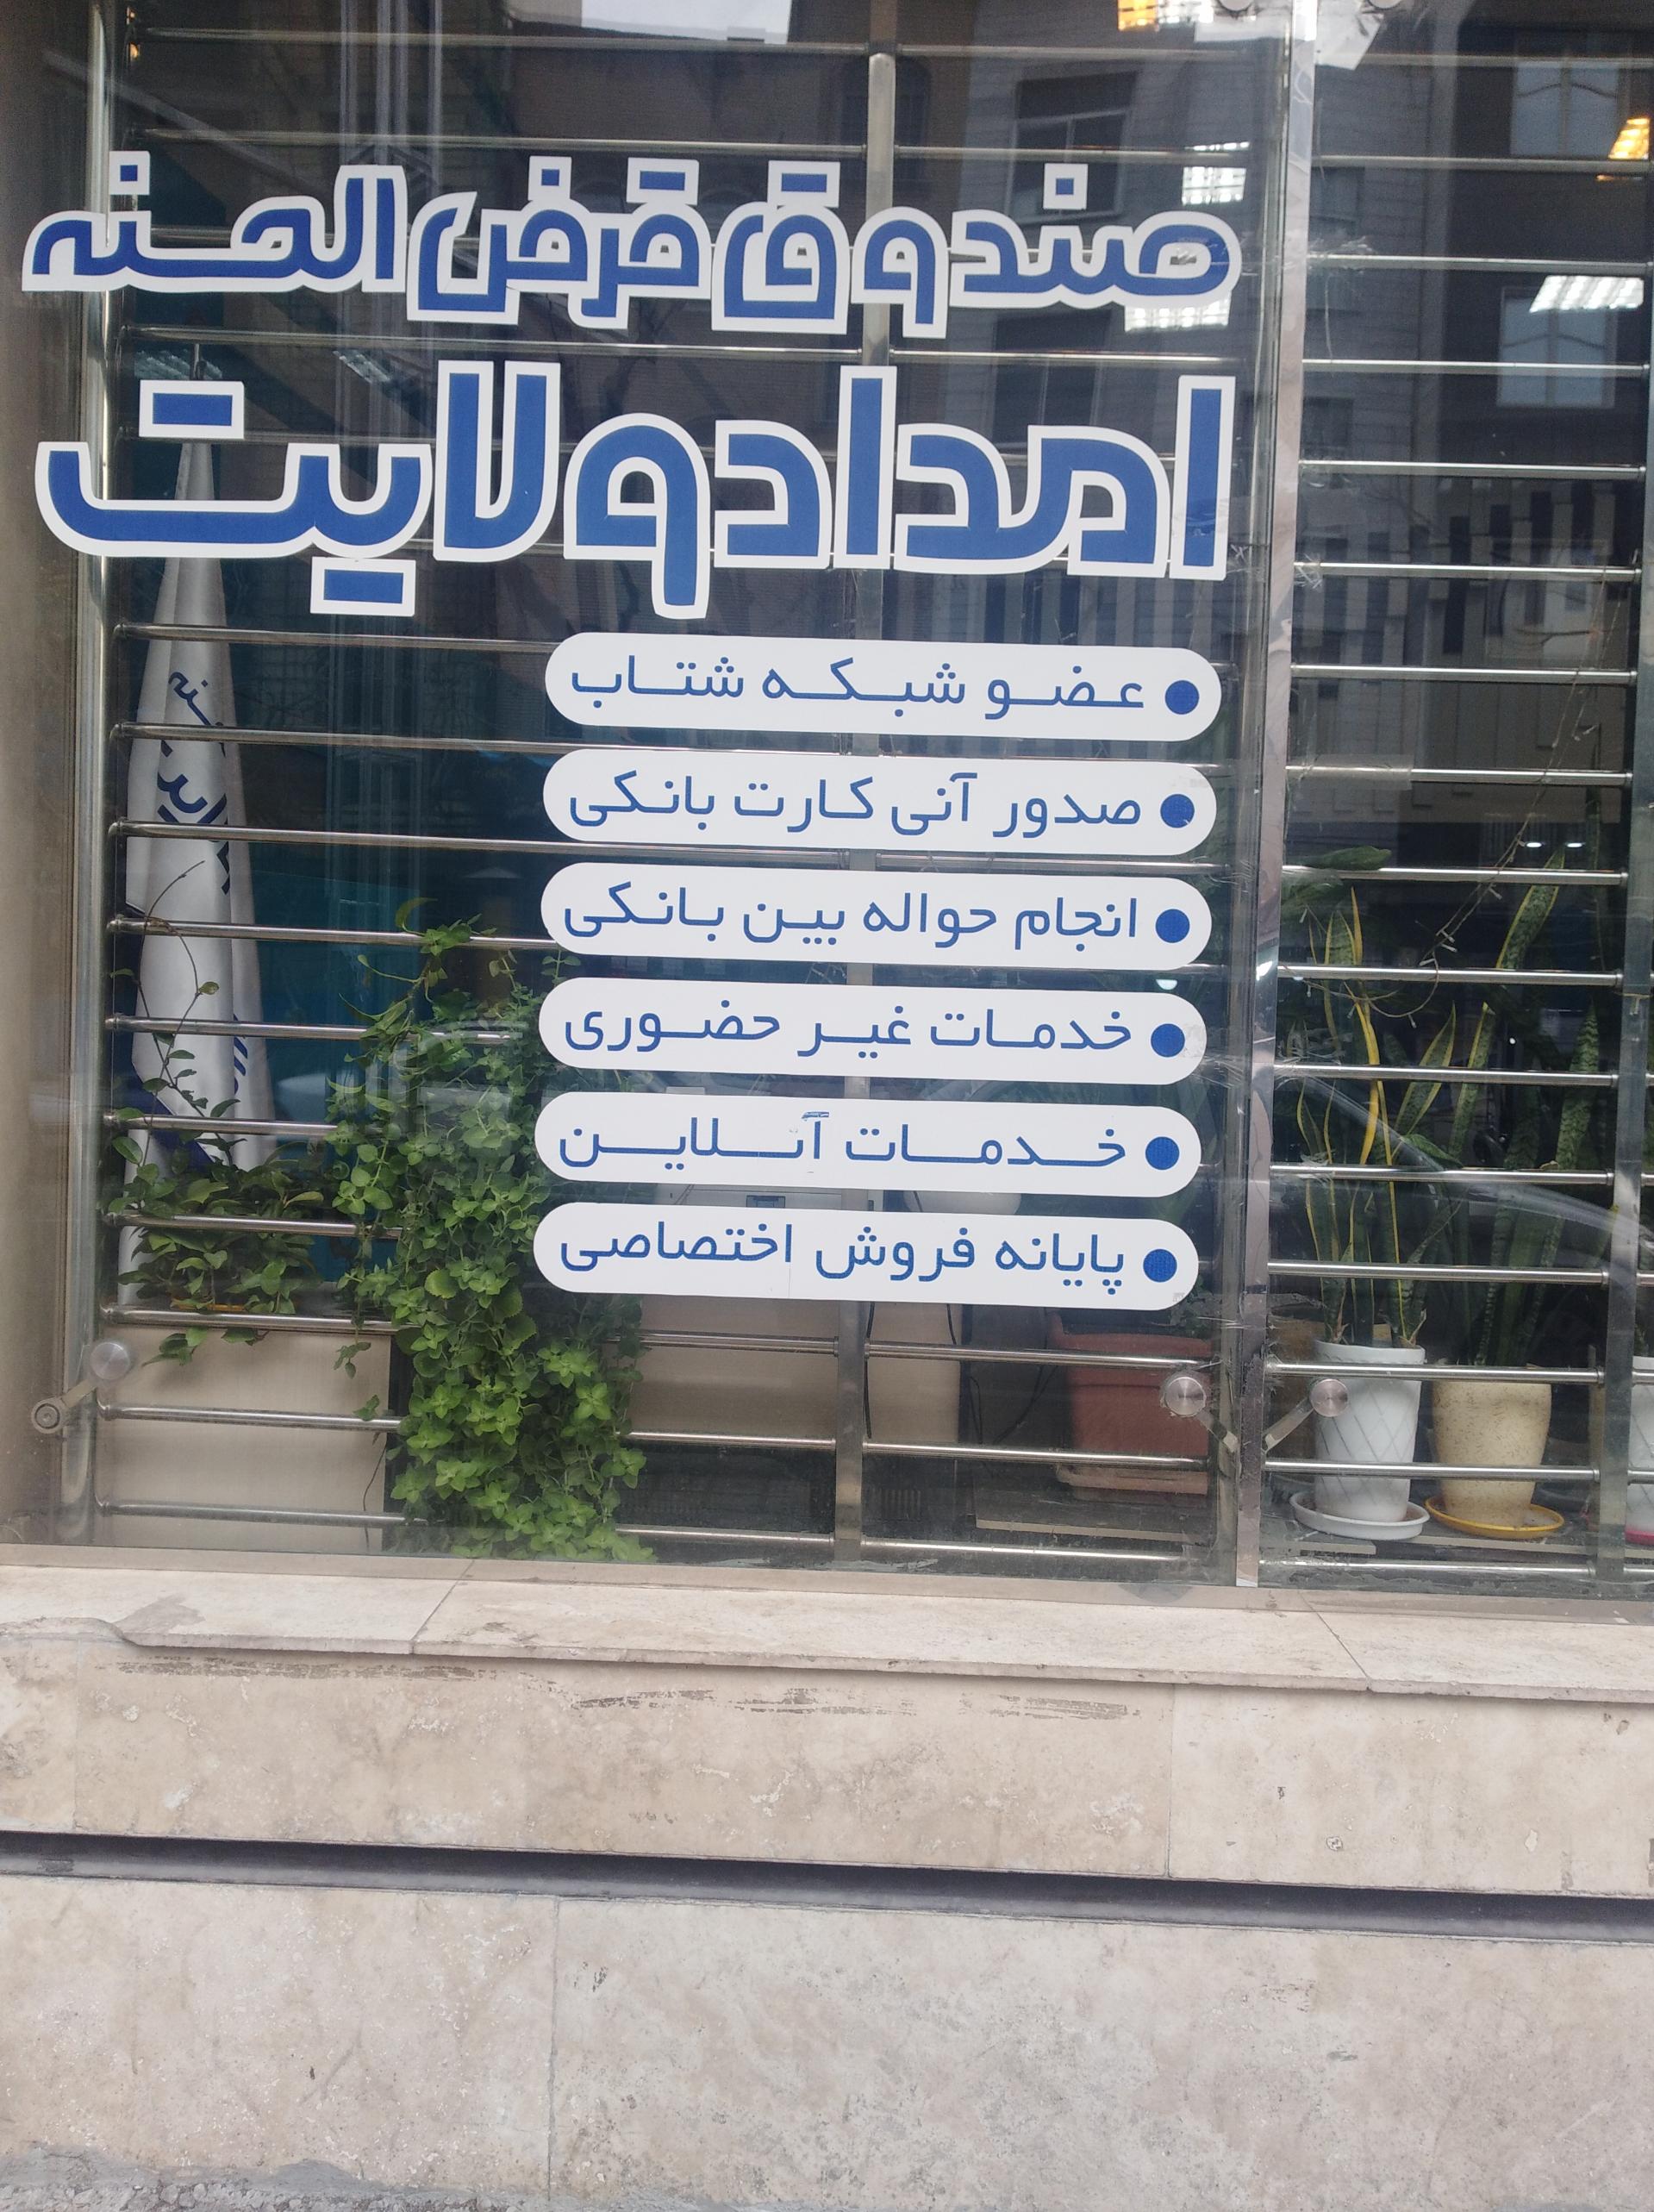 صندوق قرض الحسنه
امداد ولایت
● عضو شبکه شتاب
● صدور آنی کارت بانکی
● انجام حواله بین بانکی
● خدمات غیر حضوری
● خدمات آنلاین
● پایانه فروش اختصاصی